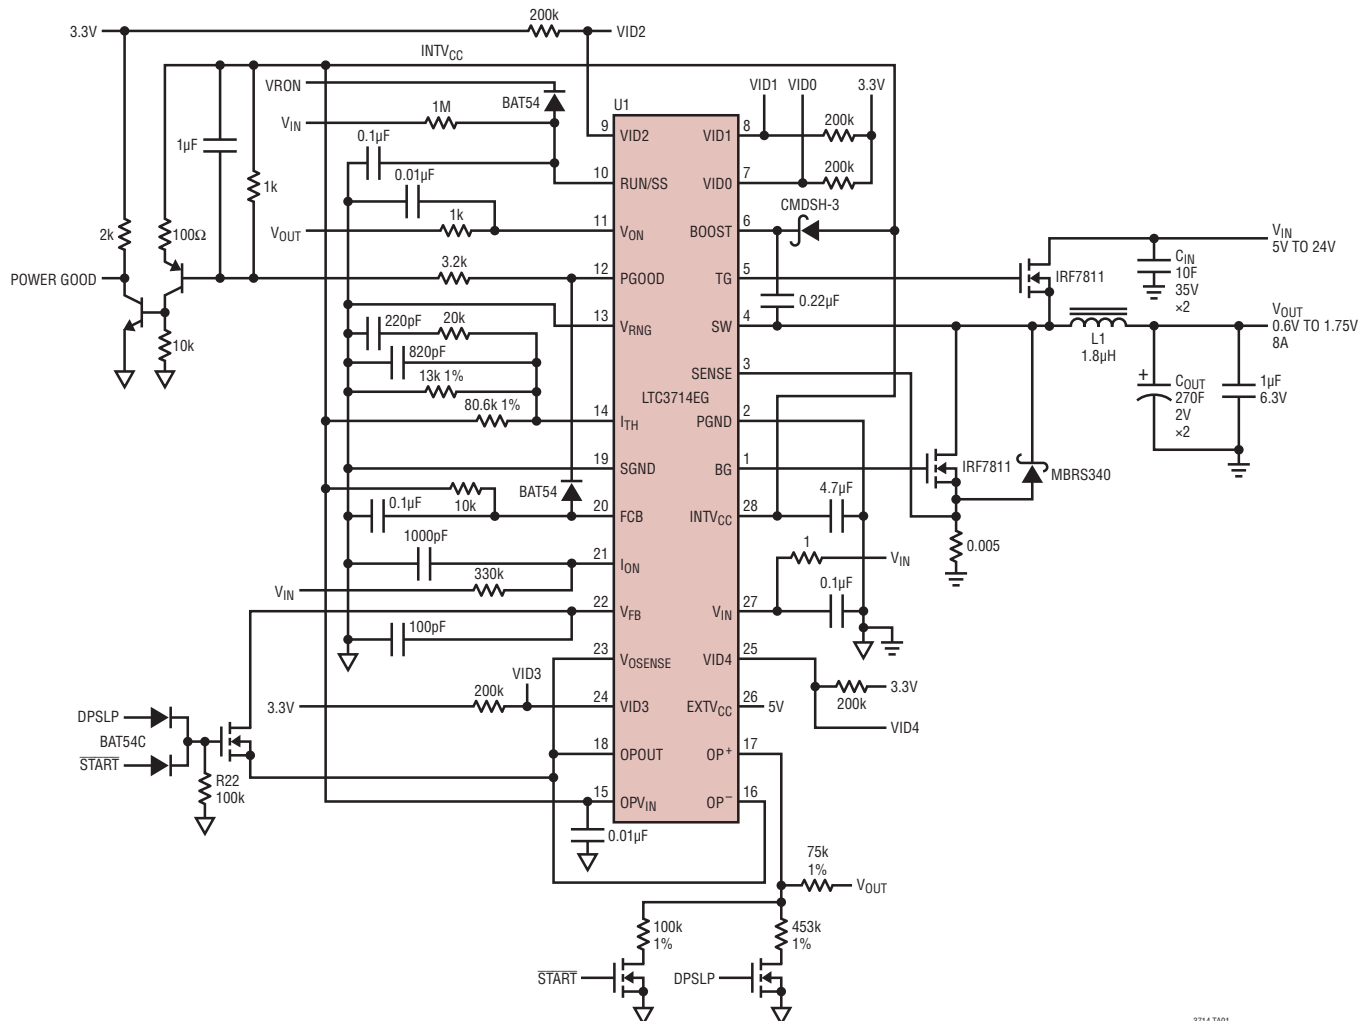 200k
3.3V
VID2
INTVCC
VRON
BAT54
U1
VID1
VID0
3.3V
1M
VIN
9
VID2
VID1
8
200k
0.1µF
1µF
10
RUN/SS
VID0
7
200k
0.01µF
1k
CMDSH-3
2k
100Ω
1k
VOUT
11
VON
BOOST
6
VIN
5V TO 24V
POWER GOOD
3.2k
12
PGOOD
TG
5
IRF7811
CIN
10F
35V
×2
0.22µF
220pF
20k
13
VRNG
SW
4
VOUT
0.6V TO 1.75V
8A
L1
1.8µH
10k
820pF
SENSE
3
13k 1%
LTC3714EG
+
COUT
270F
2V
×2
1µF
6.3V
80.6k 1%
14
ITH
PGND
2
19
SGND
BG
1
IRF7811
MBRS340
BAT54
10k
0.1µF
4.7µF
20
FCB
INTVCC
28
1000pF
0.005
1
VIN
21
ION
330k
VIN
0.1µF
22
VFB
VIN
27
100pF
23
VOSENSE
VID4
25
VID3
200k
3.3V
24
VID3
EXTVCC
26
5V
3.3V
200k
VID4
DPSLP
BAT54C
START
R22
100k
18
OPOUT
OP+
17
15
OPVIN
OP−
16
0.01µF
75k
1%
VOUT
100k
1%
453k
1%
START
DPSLP
3714 TA01